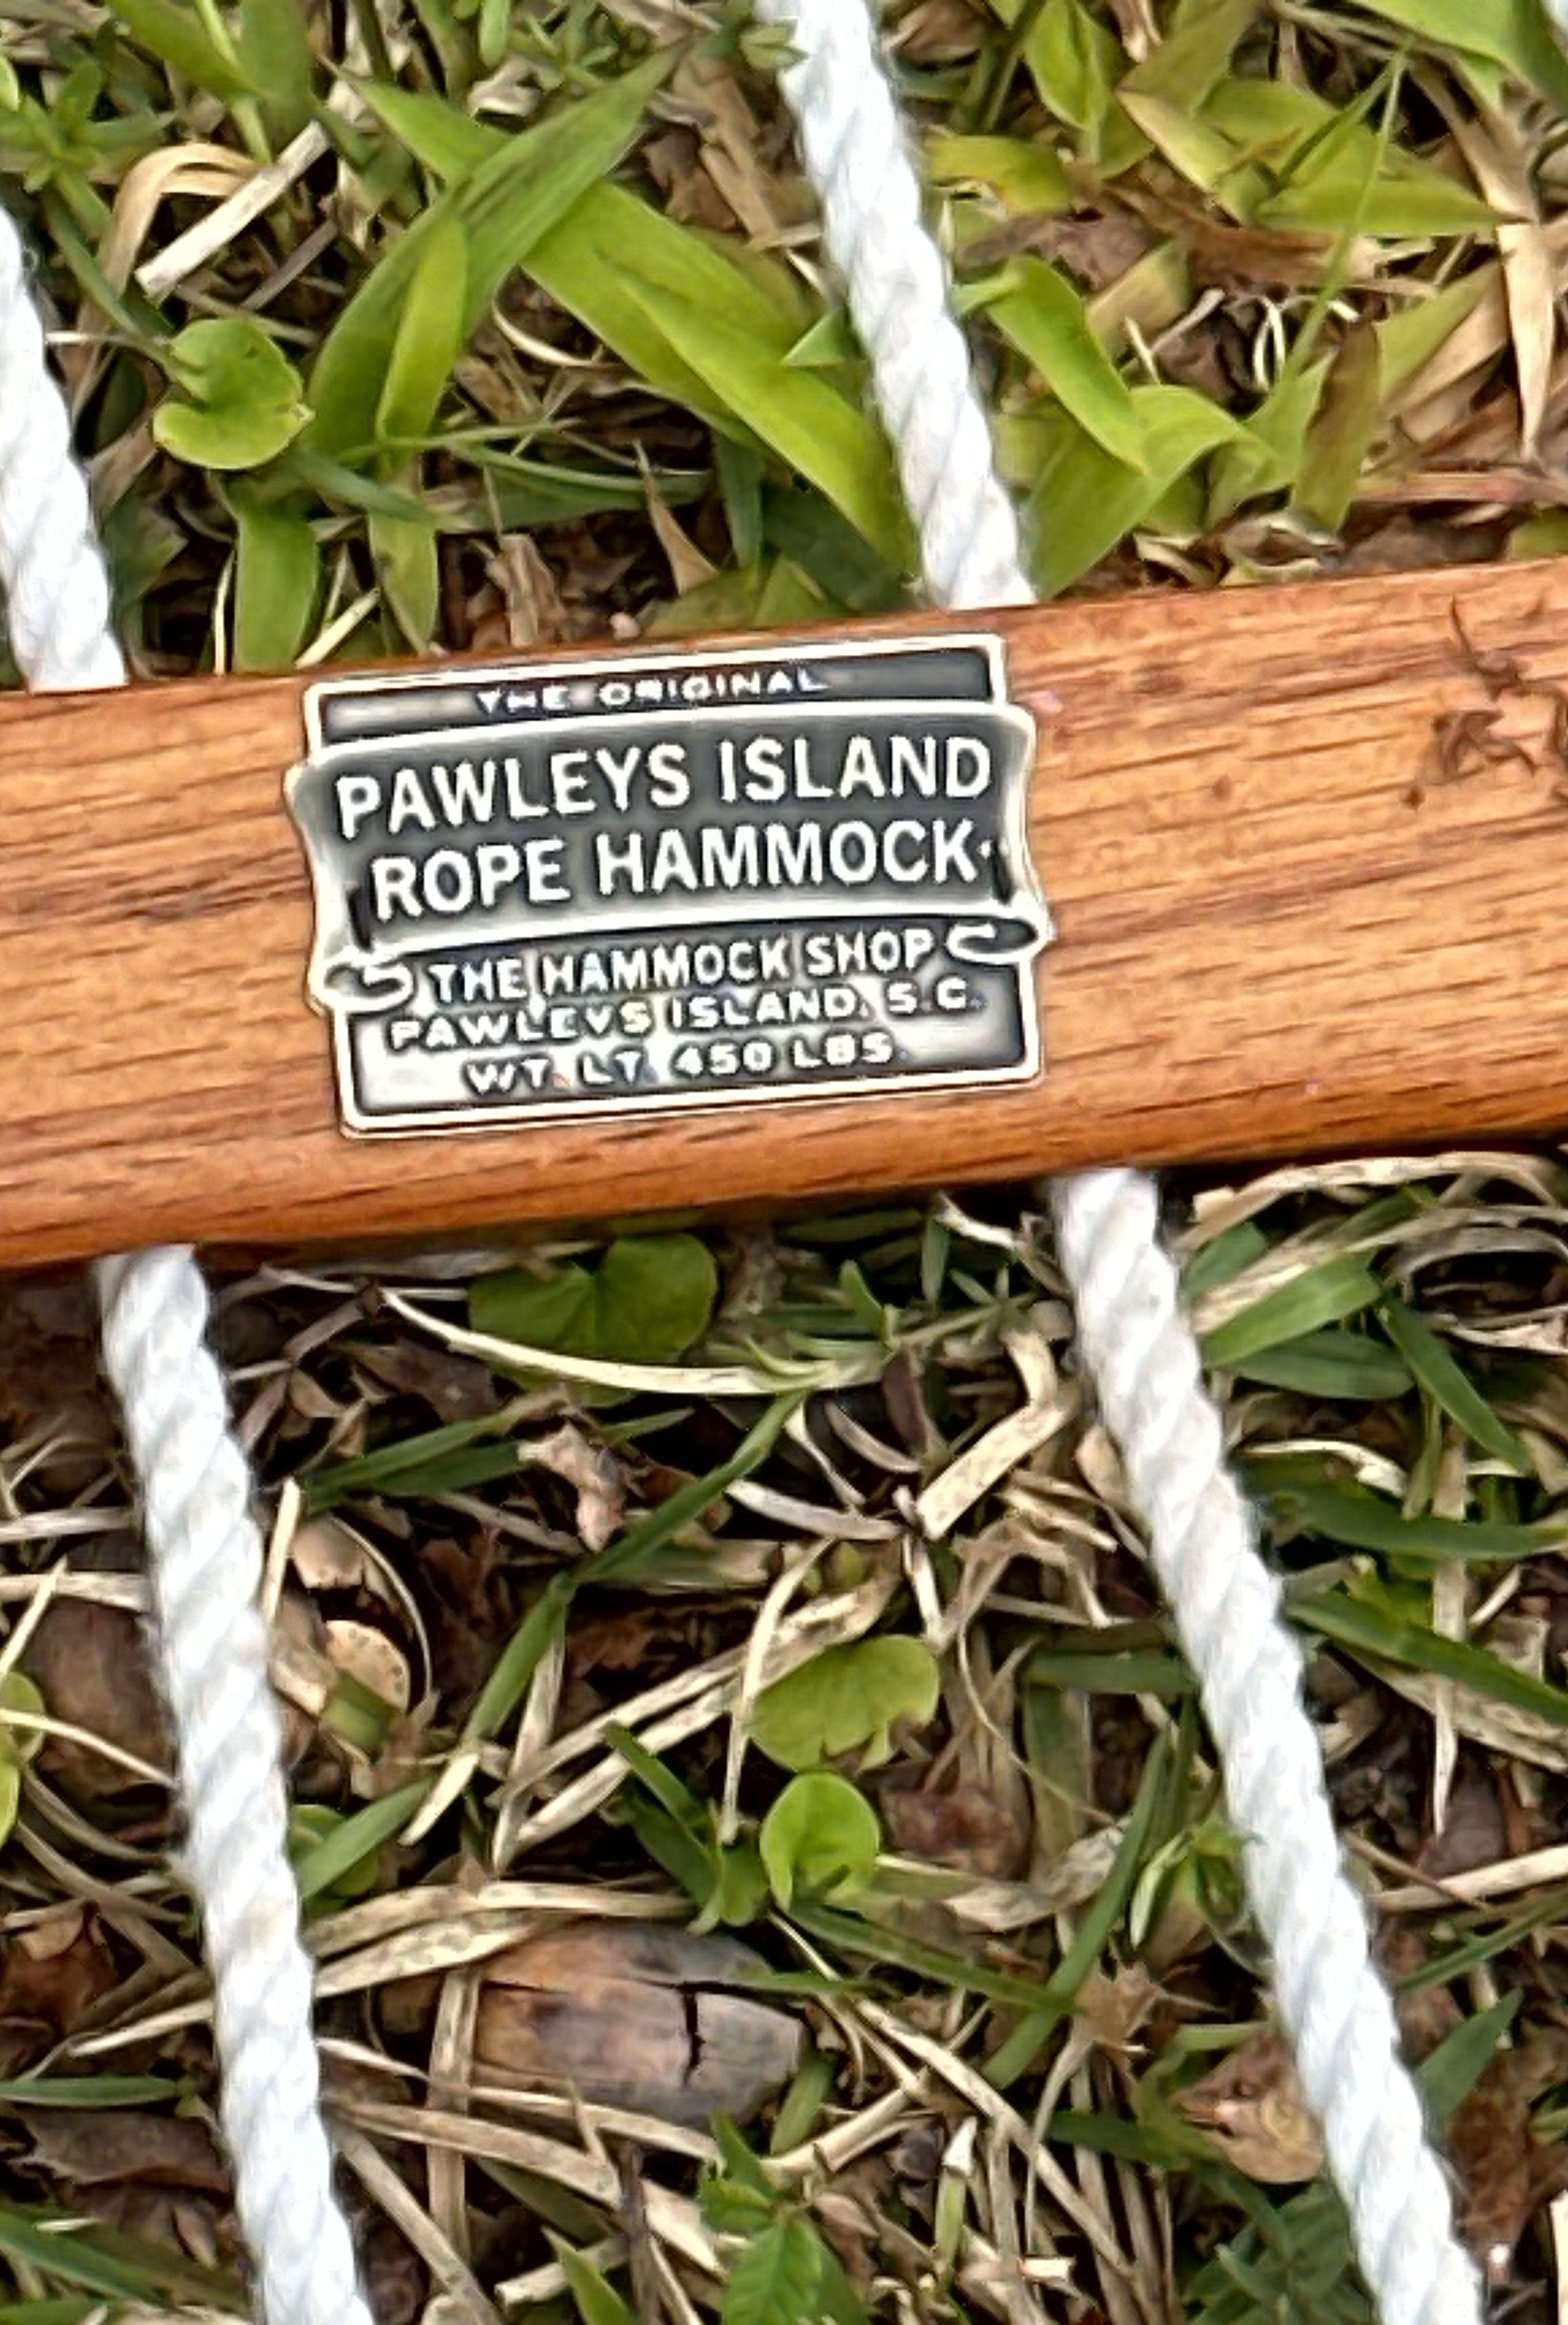 THE ORIGINAL
PAWLEYS ISLAND
ROPE HAMMOCK
THE HAMMOCK SHOP
PAWLEYS ISLAND, S.C.
WT. LT. 450 LBS.